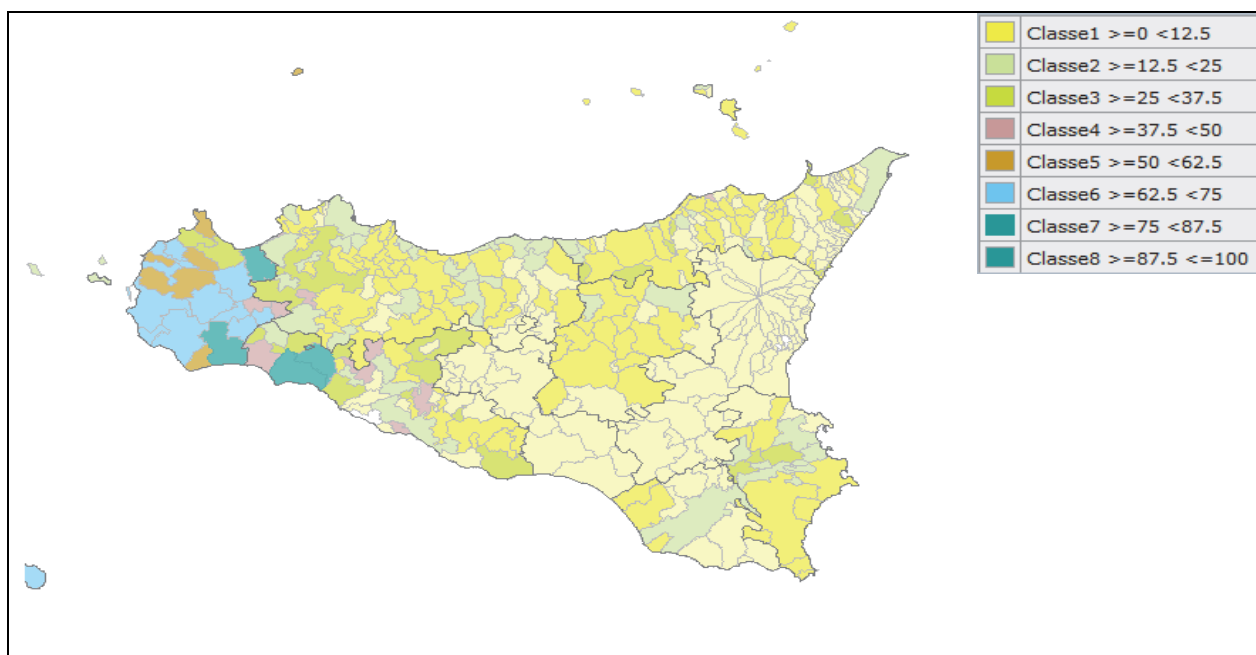 Classe1 >=0 <12.5
Classe2 >=12.5 <25
Classe3 >=25 <37.5
Classe4 >=37.5 <50
Classe5 >=50 <62.5
Classe6 >=62.5 <75
Classe7 >=75 <87.5
Classe8 >=87.5 <=100